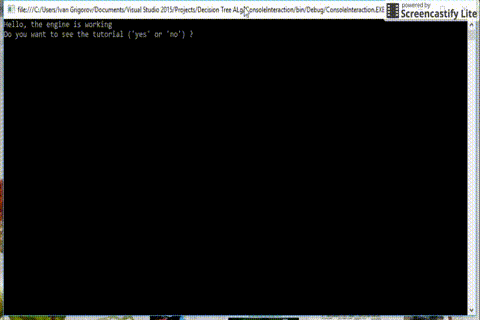 file:///C:/Users/Ivan Grigorov/Documents/Visual Studio 2015/Projects/Decision Tree ALg/ConsoleInteraction/bin/Debug/ConsoleInteraction.EXE
powered by
Screencastify Lite
Hello, the engine is working
Do you want to see the tutorial ('yes' or 'no') ?